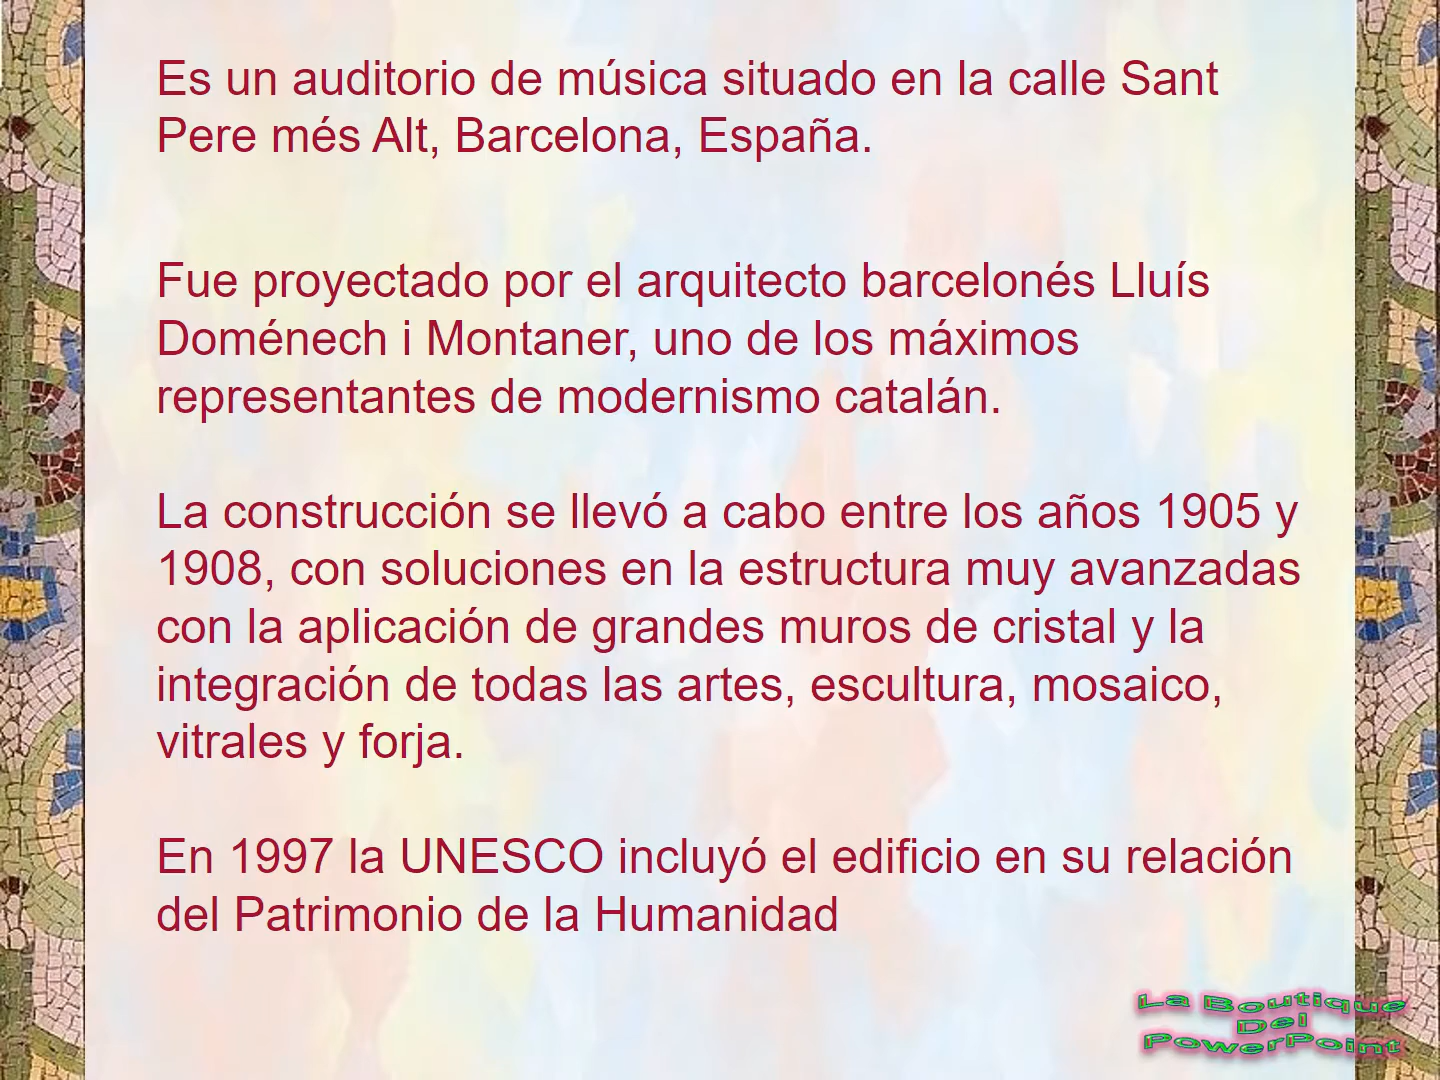 Es un auditorio de música situado en la calle Sant
Pere més Alt, Barcelona, España.
Fue proyectado por el arquitecto barcelonés Lluís
Doménech i Montaner, uno de los máximos
representantes de modernismo catalán.
La construcción se llevó a cabo entre los años 1905 y
1908, con soluciones en la estructura muy avanzadas
con la aplicación de grandes muros de cristal y la
integración de todas las artes, escultura, mosaico,
vitrales y forja.
En 1997 la UNESCO incluyó el edificio en su relación
del Patrimonio de la Humanidad
La Boutique
Del
PowerPoint